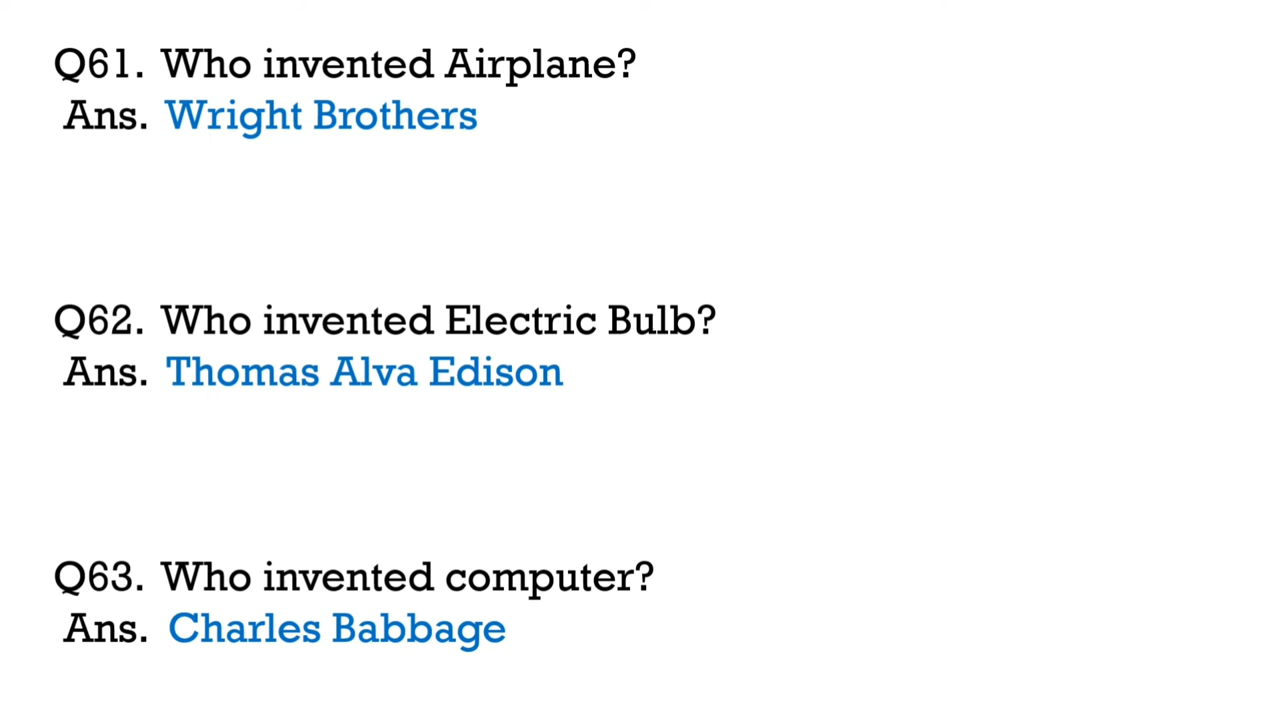 Q61. Who invented Airplane?
Ans. Wright Brothers
Q62. Who invented Electric Bulb?
Ans. Thomas Alva Edison
Q63. Who invented computer?
Ans. Charles Babbage